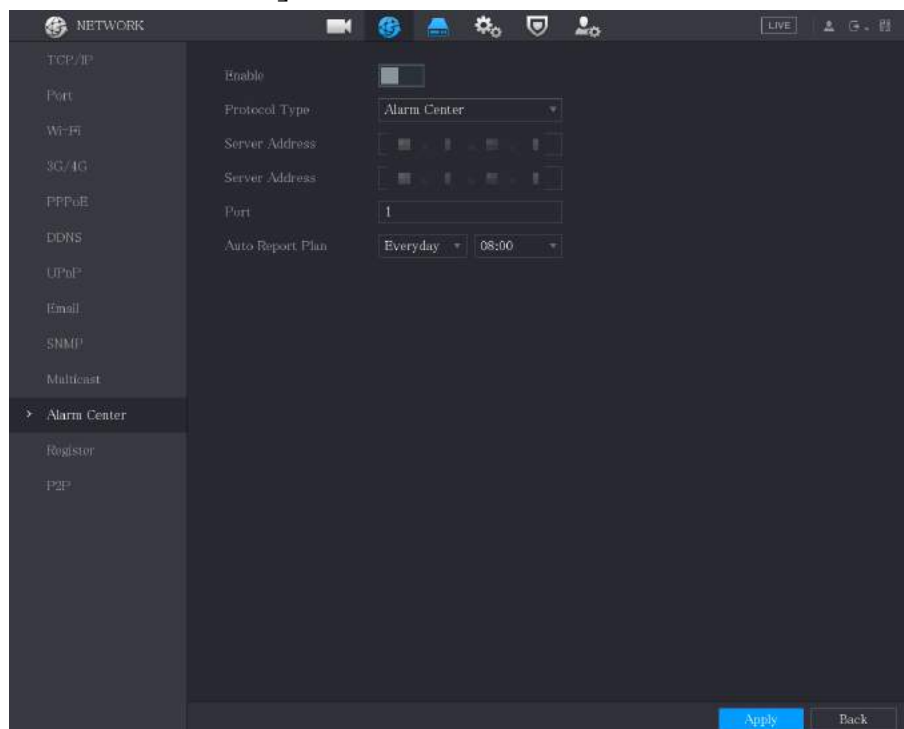 NETWORK
LIVE
TCP/IP
Port
Wi-Fi
3G/4G
PPPoE
DDNS
UPnP
Email
SNMP
Multicast
Alarm Center
Register
P2P
Enable
Protocol Type Alarm Center
Server Address
Server Address
Port 1
Auto Report Plan Everyday 08:00
Apply Back